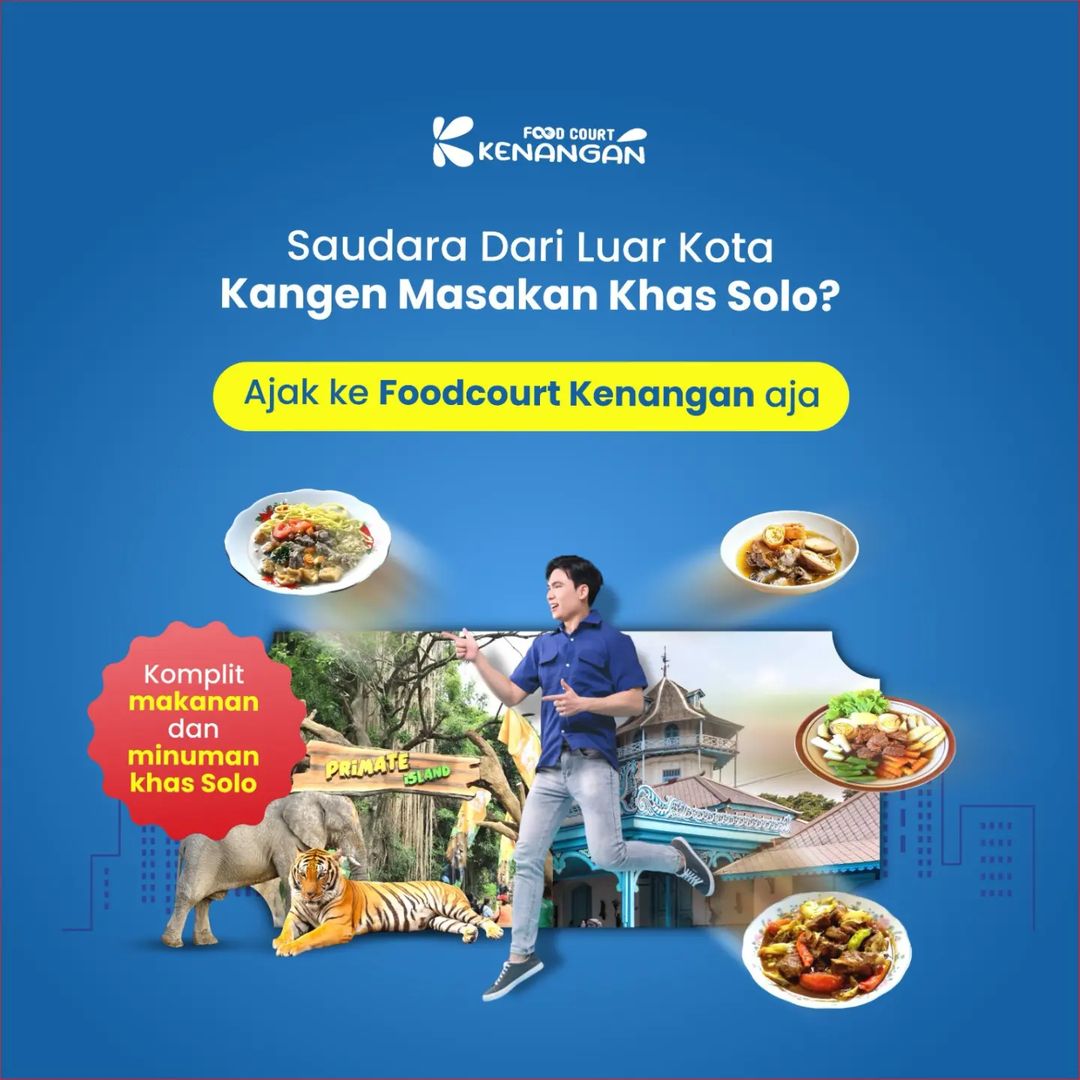 FOOD COURT
KENANGAN
Saudara Dari Luar Kota
Kangen Masakan Khas Solo?
Ajak ke Foodcourt Kenangan aja
Komplit
makanan
dan
minuman
khas Solo
PRiMATE
iSLAND